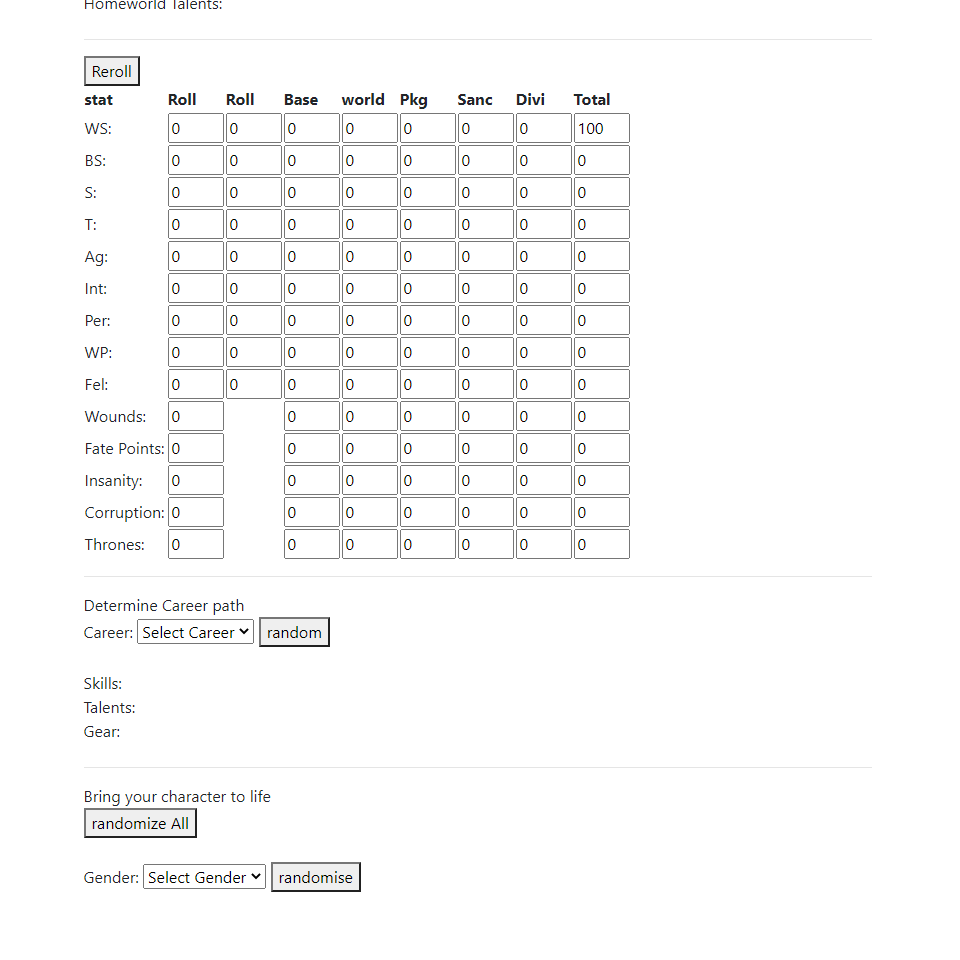 Homeworld Talents:
Reroll
stat Roll Roll Base world Pkg Sanc Divi Total
WS: 0 0 0 0 0 0 0 100
BS: 0 0 0 0 0 0 0 0
S: 0 0 0 0 0 0 0 0
T: 0 0 0 0 0 0 0 0
Ag: 0 0 0 0 0 0 0 0
Int: 0 0 0 0 0 0 0 0
Per: 0 0 0 0 0 0 0 0
WP: 0 0 0 0 0 0 0 0
Fel: 0 0 0 0 0 0 0 0
Wounds: 0 0 0 0 0 0 0
Fate Points: 0 0 0 0 0 0 0
Insanity: 0 0 0 0 0 0 0
Corruption: 0 0 0 0 0 0 0
Thrones: 0 0 0 0 0 0 0
Determine Career path
Career: Select Career random
Skills:
Talents:
Gear:
Bring your character to life
randomize All
Gender: Select Gender randomise